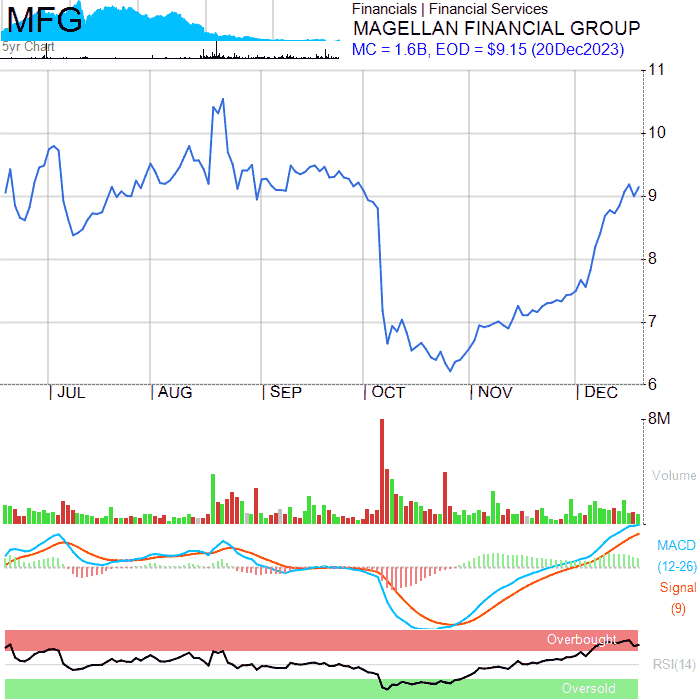 MFG
5yr Chart
Financials | Financial Services
MAGELLAN FINANCIAL GROUP
MC = 1.6B, EOD = $9.15 (20Dec2023)
11
10
9
8
7
6
JUL AUG SEP OCT NOV DEC
8M
Volume
MACD
(12-26)
Signal
(9)
Overbought
RSI(14)
Oversold